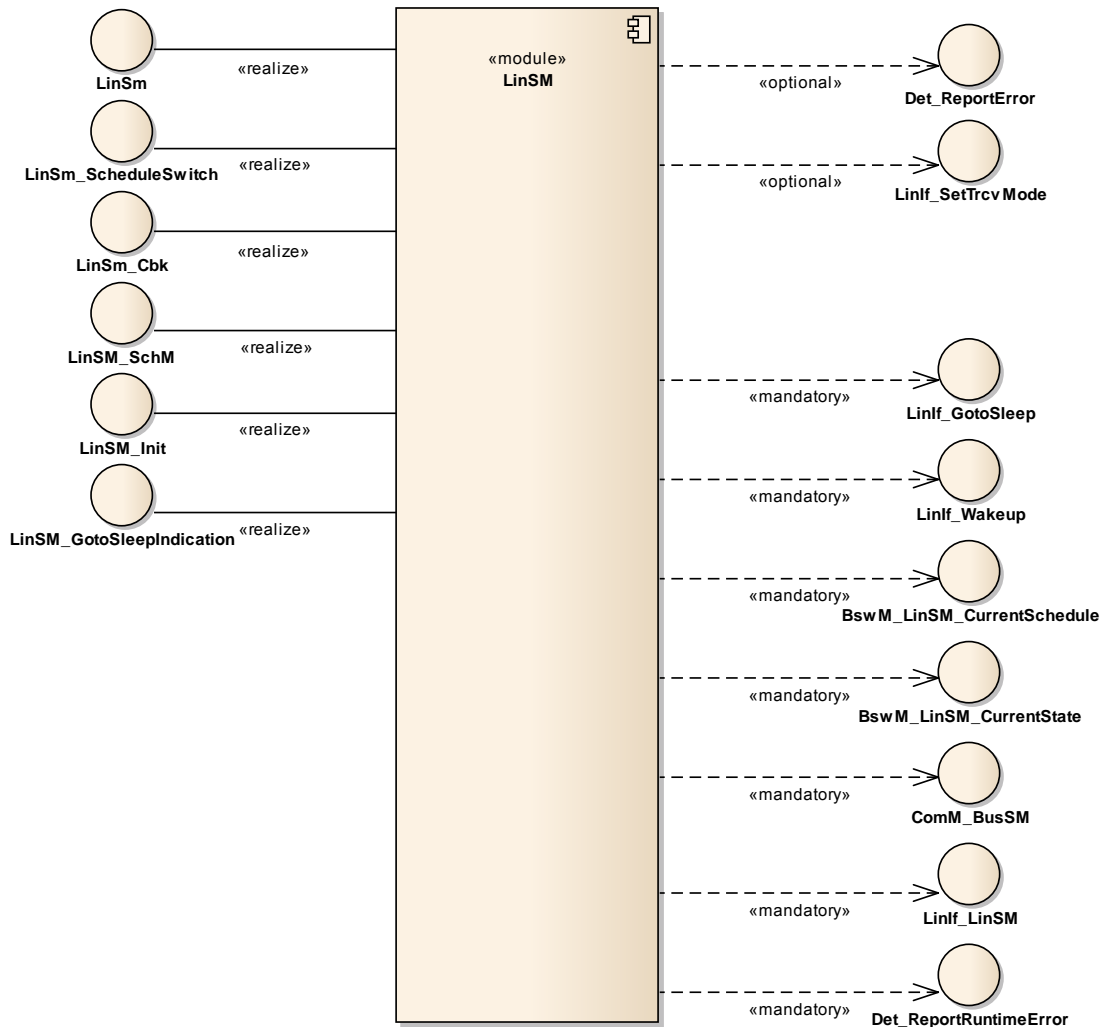 «module»
LinSM
LinSm
«realize»
LinSm_ScheduleSwitch
«realize»
LinSm_Cbk
«realize»
LinSM_SchM
«realize»
LinSM_Init
«realize»
LinSM_GotoSleepIndication
«realize»
«optional»
Det_ReportError
«optional»
LinIf_SetTrcvMode
«mandatory»
LinIf_GotoSleep
«mandatory»
LinIf_Wakeup
«mandatory»
BswM_LinSM_CurrentSchedule
«mandatory»
BswM_LinSM_CurrentState
«mandatory»
ComM_BusSM
«mandatory»
LinIf_LinSM
«mandatory»
Det_ReportRuntimeError